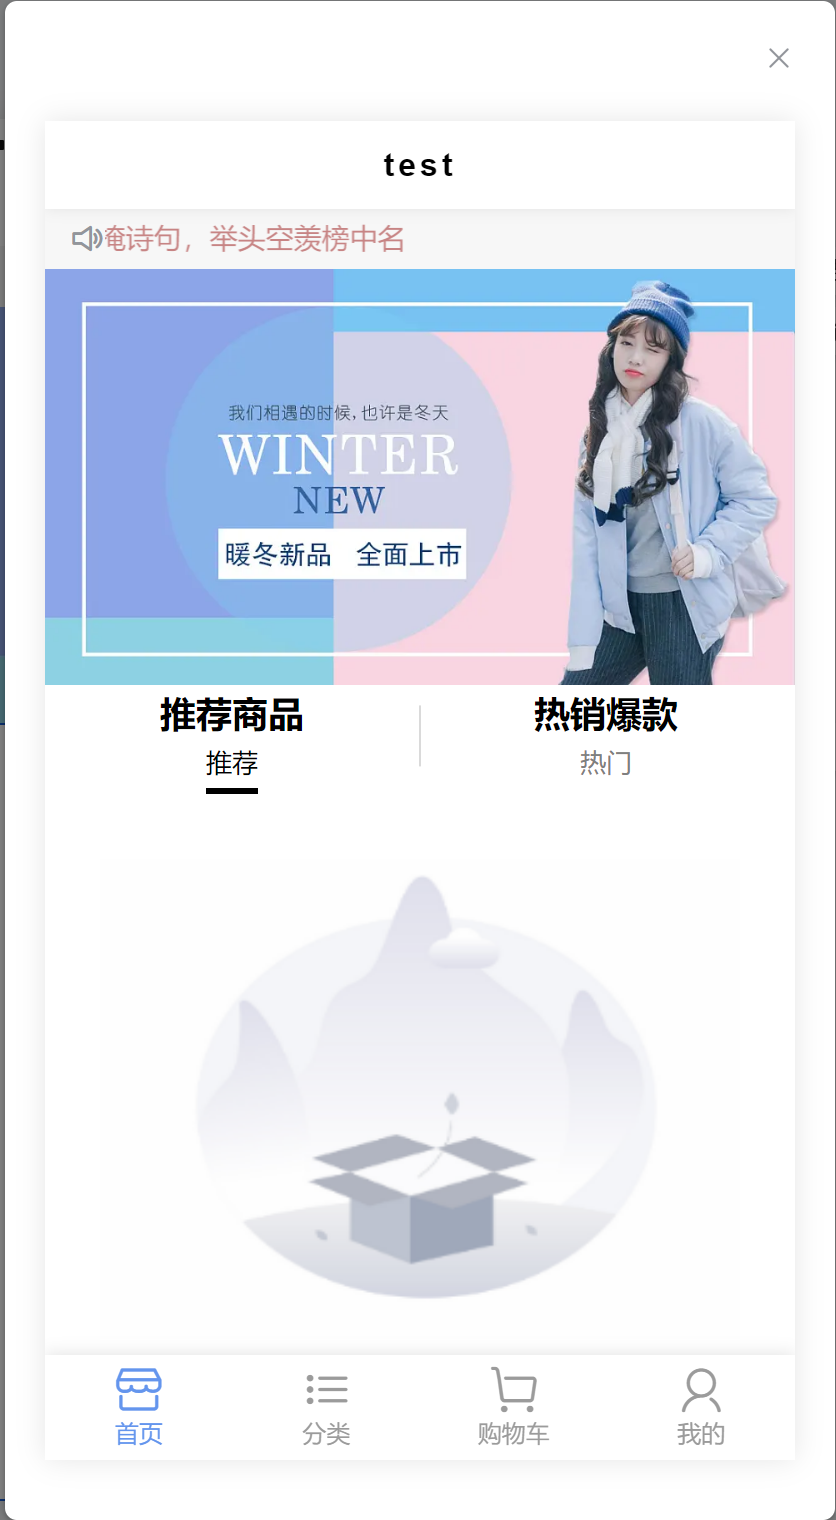 test
诗句，举头空羡榜中名
我们相遇的时候,也许是冬天
WINTER
NEW
暖冬新品 全面上市
推荐商品
热销爆款
推荐
热门
首页
分类
购物车
我的